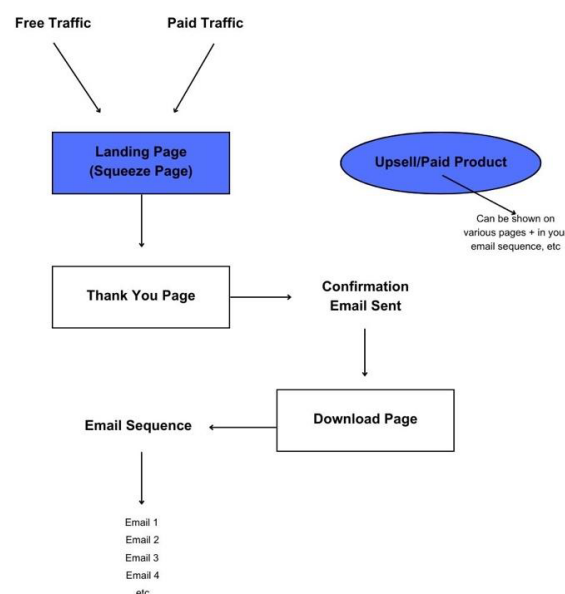 Free Traffic
Paid Traffic
Landing Page
(Squeeze Page)
Upsell/Paid Product
Can be shown on
various pages + in you
email sequence, etc
Thank You Page
Confirmation
Email Sent
Download Page
Email Sequence
Email 1
Email 2
Email 3
Email 4
etc